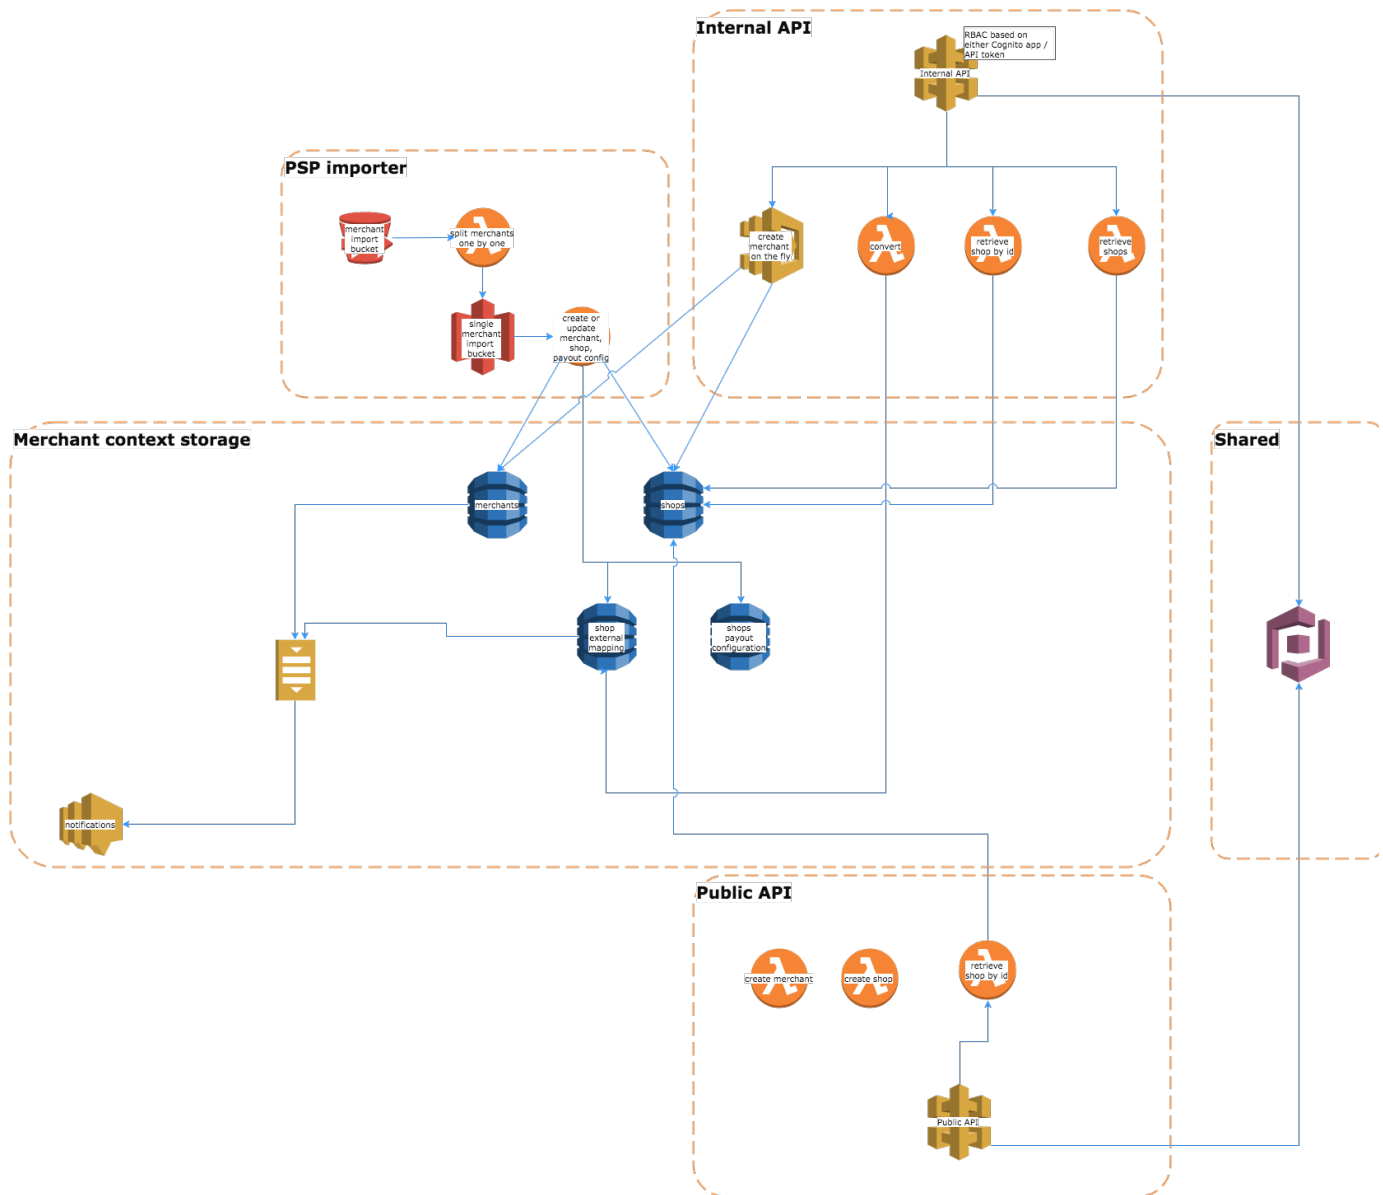 Internal API
RBAC based on
either Cognito app /
API token
Internal API
PSP importer
merchant
import
bucket
split merchants
one by one
create
merchant
on the fly
convert
retrieve
shop by id
retrieve
shops
single
merchant
import
bucket
create or
update
merchant,
shop,
payout config
Merchant context storage
Shared
merchants
shops
shop
external
mapping
shops
payout
configuration
notifications
Public API
create merchant
create shop
retrieve
shop by id
Public API